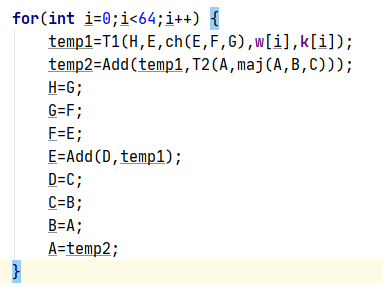 for(int i=0;i<64;i++) {
temp1=T1(H,E,ch(E,F,G),w[i],k[i]);
temp2=Add(temp1,T2(A,maj(A,B,C)));
H=G;
G=F;
F=E;
E=Add(D,temp1);
D=C;
C=B;
B=A;
A=temp2;
}